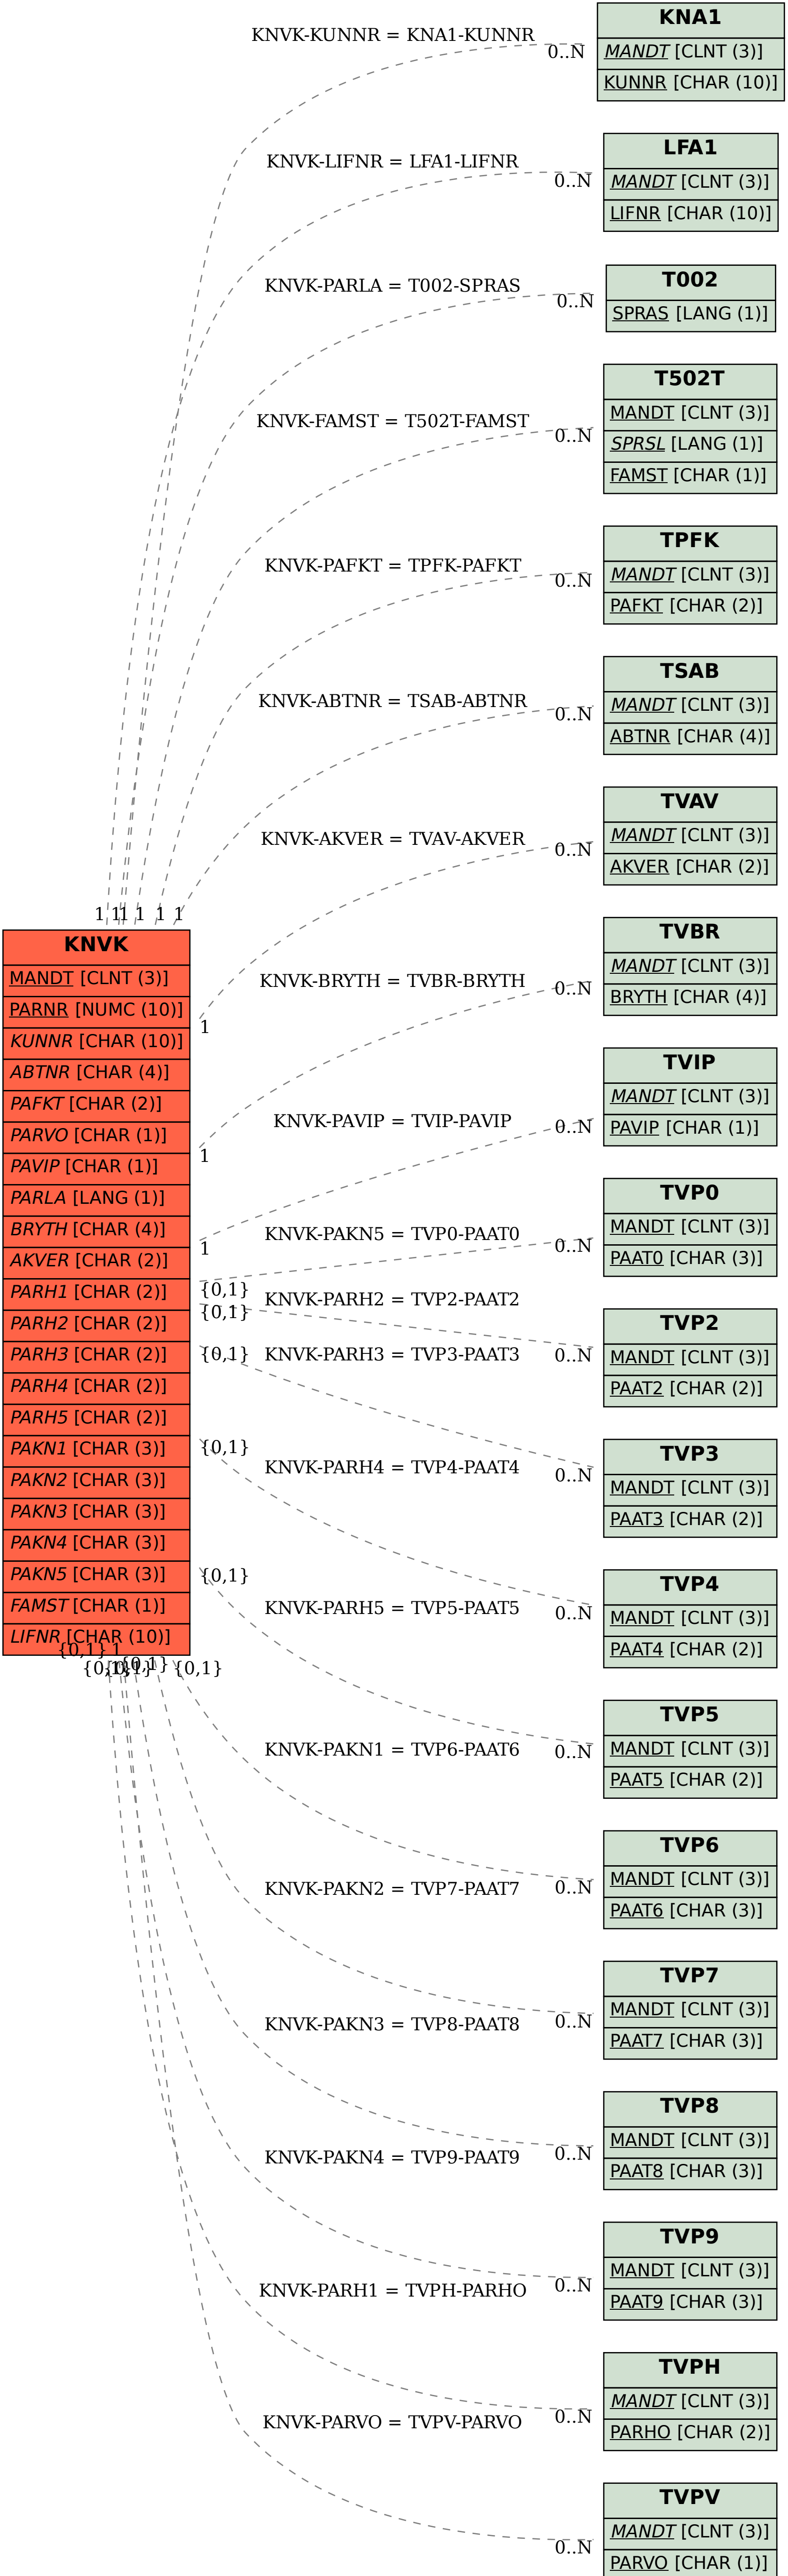 KNA1
KNVK-KUNNR = KNA1-KUNNR
0..N
MANDT [CLNT (3)]
KUNNR [CHAR (10)]
LFA1
KNVK-LIFNR = LFA1-LIFNR
0..N
MANDT [CLNT (3)]
LIFNR [CHAR (10)]
T002
KNVK-PARLA = T002-SPRAS
0..N
SPRAS [LANG (1)]
T502T
KNVK-FAMST = T502T-FAMST
0..N
MANDT [CLNT (3)]
SPRSL [LANG (1)]
FAMST [CHAR (1)]
TPFK
KNVK-PAFKT = TPFK-PAFKT
0..N
MANDT [CLNT (3)]
PAFKT [CHAR (2)]
TSAB
KNVK-ABTNR = TSAB-ABTNR
0..N
MANDT [CLNT (3)]
ABTNR [CHAR (4)]
TVAV
KNVK-AKVER = TVAV-AKVER
0..N
MANDT [CLNT (3)]
AKVER [CHAR (2)]
TVBR
KNVK-BRYTH = TVBR-BRYTH
0..N
MANDT [CLNT (3)]
BRYTH [CHAR (4)]
TVIP
KNVK-PAVIP = TVIP-PAVIP
0..N
MANDT [CLNT (3)]
PAVIP [CHAR (1)]
TVP0
KNVK-PAKN5 = TVP0-PAAT0
0..N
MANDT [CLNT (3)]
PAAT0 [CHAR (3)]
TVP2
KNVK-PARH2 = TVP2-PAAT2
0..N
MANDT [CLNT (3)]
PAAT2 [CHAR (2)]
TVP3
KNVK-PARH3 = TVP3-PAAT3
0..N
MANDT [CLNT (3)]
PAAT3 [CHAR (2)]
TVP4
KNVK-PARH4 = TVP4-PAAT4
0..N
MANDT [CLNT (3)]
PAAT4 [CHAR (2)]
TVP5
KNVK-PARH5 = TVP5-PAAT5
0..N
MANDT [CLNT (3)]
PAAT5 [CHAR (2)]
TVP6
KNVK-PAKN1 = TVP6-PAAT6
0..N
MANDT [CLNT (3)]
PAAT6 [CHAR (3)]
TVP7
KNVK-PAKN2 = TVP7-PAAT7
0..N
MANDT [CLNT (3)]
PAAT7 [CHAR (3)]
TVP8
KNVK-PAKN3 = TVP8-PAAT8
0..N
MANDT [CLNT (3)]
PAAT8 [CHAR (3)]
TVP9
KNVK-PAKN4 = TVP9-PAAT9
0..N
MANDT [CLNT (3)]
PAAT9 [CHAR (3)]
TVPH
KNVK-PARH1 = TVPH-PARHO
0..N
MANDT [CLNT (3)]
PARHO [CHAR (2)]
TVPV
KNVK-PARVO = TVPV-PARVO
0..N
MANDT [CLNT (3)]
PARVO [CHAR (1)]
1 1 1 1 1 1
KNVK
MANDT [CLNT (3)]
PARNR [NUMC (10)]
KUNNR [CHAR (10)]
ABTNR [CHAR (4)]
PAFKT [CHAR (2)]
PARVO [CHAR (1)]
PAVIP [CHAR (1)]
PARLA [LANG (1)]
BRYTH [CHAR (4)]
AKVER [CHAR (2)]
PARH1 [CHAR (2)]
PARH2 [CHAR (2)]
PARH3 [CHAR (2)]
PARH4 [CHAR (2)]
PARH5 [CHAR (2)]
PAKN1 [CHAR (3)]
PAKN2 [CHAR (3)]
PAKN3 [CHAR (3)]
PAKN4 [CHAR (3)]
PAKN5 [CHAR (3)]
FAMST [CHAR (1)]
LIFNR [CHAR (10)]
1
1
1
{0,1}
{0,1}
{0,1}
{0,1}
{0,1}
{0,1} 1
{0,1}
{0,1}
{0,1}
{0,1}